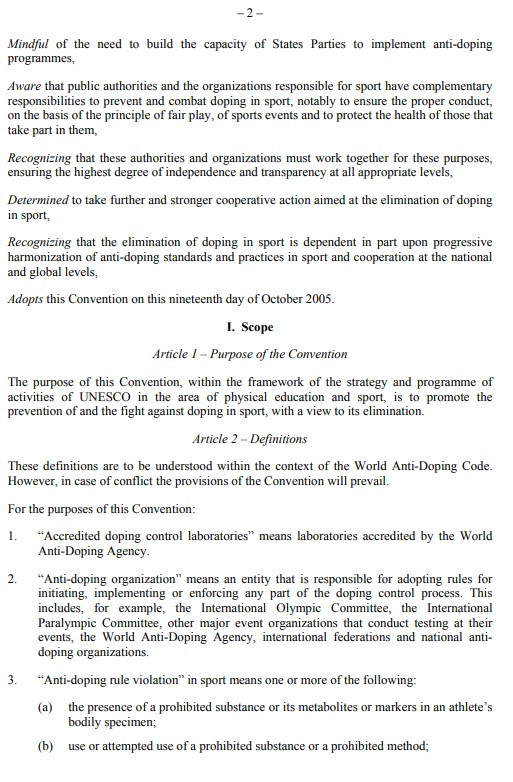 – 2 –
Mindful of the need to build the capacity of States Parties to implement anti-doping
programmes,
Aware that public authorities and the organizations responsible for sport have complementary
responsibilities to prevent and combat doping in sport, notably to ensure the proper conduct,
on the basis of the principle of fair play, of sports events and to protect the health of those that
take part in them,
Recognizing that these authorities and organizations must work together for these purposes,
ensuring the highest degree of independence and transparency at all appropriate levels,
Determined to take further and stronger cooperative action aimed at the elimination of doping
in sport,
Recognizing that the elimination of doping in sport is dependent in part upon progressive
harmonization of anti-doping standards and practices in sport and cooperation at the national
and global levels,
Adopts this Convention on this nineteenth day of October 2005.
I. Scope
Article 1 – Purpose of the Convention
The purpose of this Convention, within the framework of the strategy and programme of
activities of UNESCO in the area of physical education and sport, is to promote the
prevention of and the fight against doping in sport, with a view to its elimination.
Article 2 – Definitions
These definitions are to be understood within the context of the World Anti-Doping Code.
However, in case of conflict the provisions of the Convention will prevail.
For the purposes of this Convention:
1. “Accredited doping control laboratories” means laboratories accredited by the World
Anti-Doping Agency.
2. “Anti-doping organization” means an entity that is responsible for adopting rules for
initiating, implementing or enforcing any part of the doping control process. This
includes, for example, the International Olympic Committee, the International
Paralympic Committee, other major event organizations that conduct testing at their
events, the World Anti-Doping Agency, international federations and national anti-
doping organizations.
3. “Anti-doping rule violation” in sport means one or more of the following:
(a) the presence of a prohibited substance or its metabolites or markers in an athlete’s
bodily specimen;
(b) use or attempted use of a prohibited substance or a prohibited method;